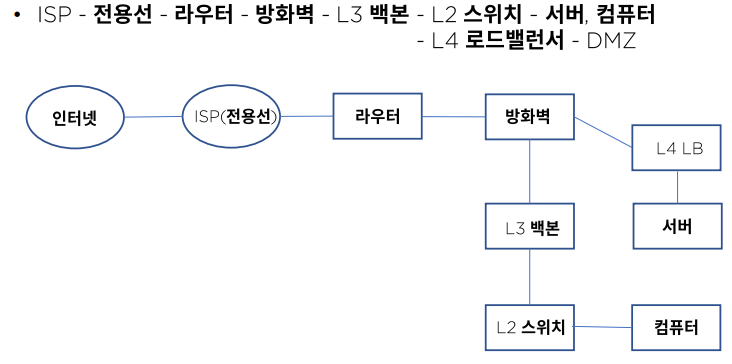 • ISP - 전용선 - 라우터 - 방화벽 - L3 백본 - L2 스위치 - 서버, 컴퓨터
- L4 로드밸런서 - DMZ
인터넷
ISP(전용선)
라우터
방화벽
L4 LB
L3 백본
서버
L2 스위치
컴퓨터